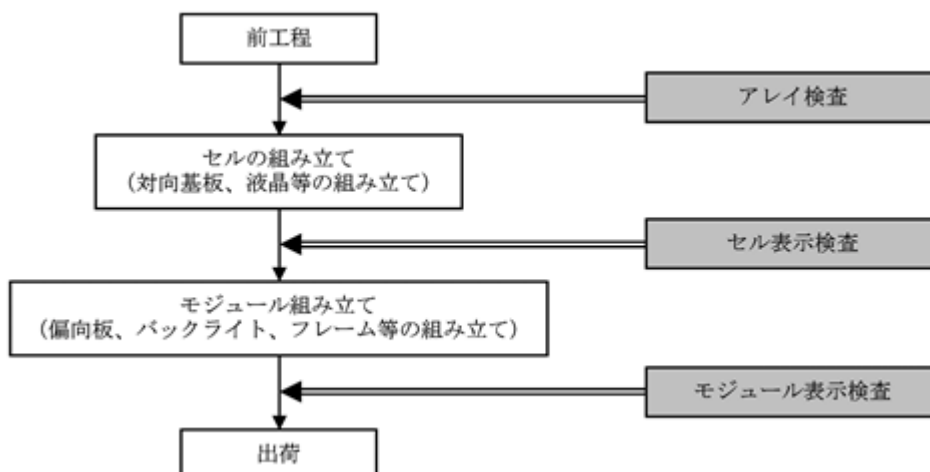 前工程
アレイ検査
セルの組み立て
（対向基板、液晶等の組み立て）
セル表示検査
モジュール組み立て
（偏向板、バックライト、フレーム等の組み立て）
モジュール表示検査
出荷